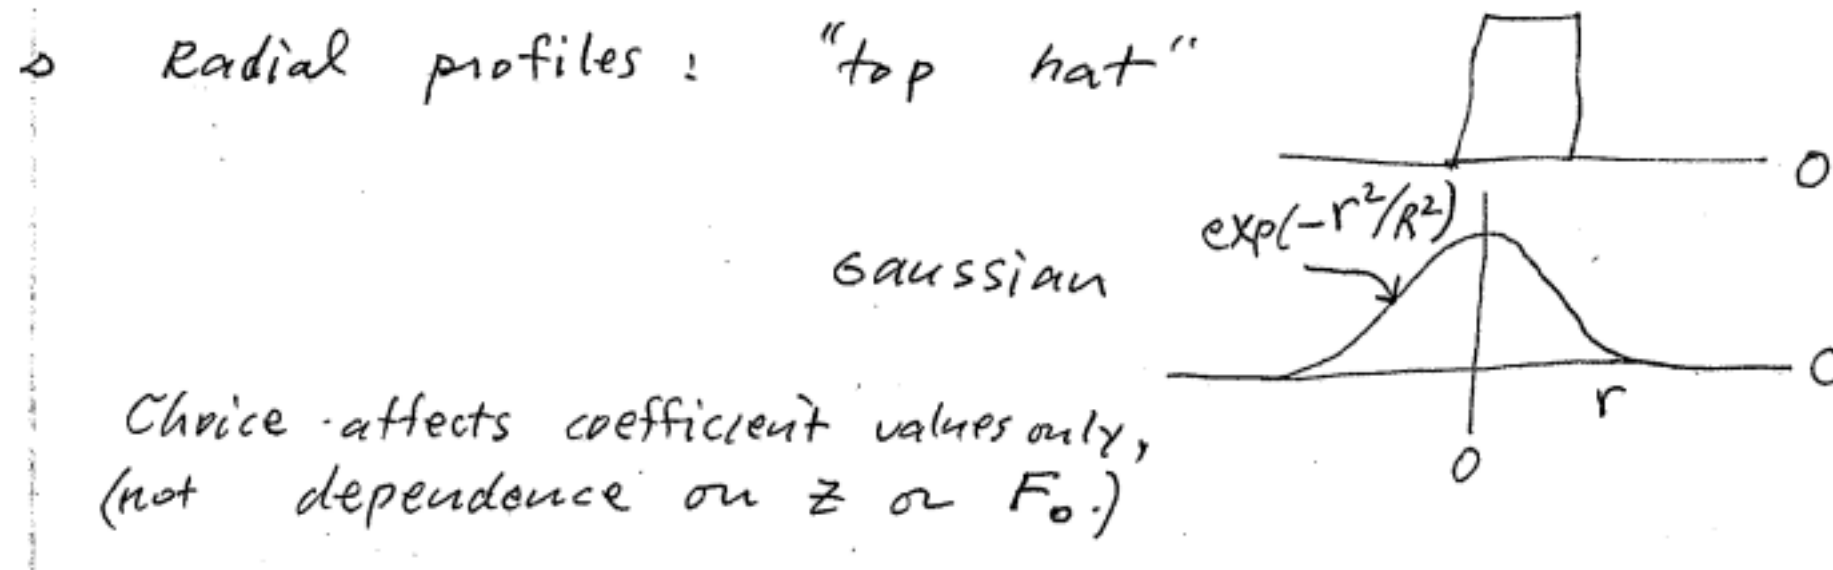 Radial profiles : "top hat"
0
exp(-r²/R²)
Gaussian
0
r
0
Choice affects coefficient values only,
(not dependence on z or F₀.)